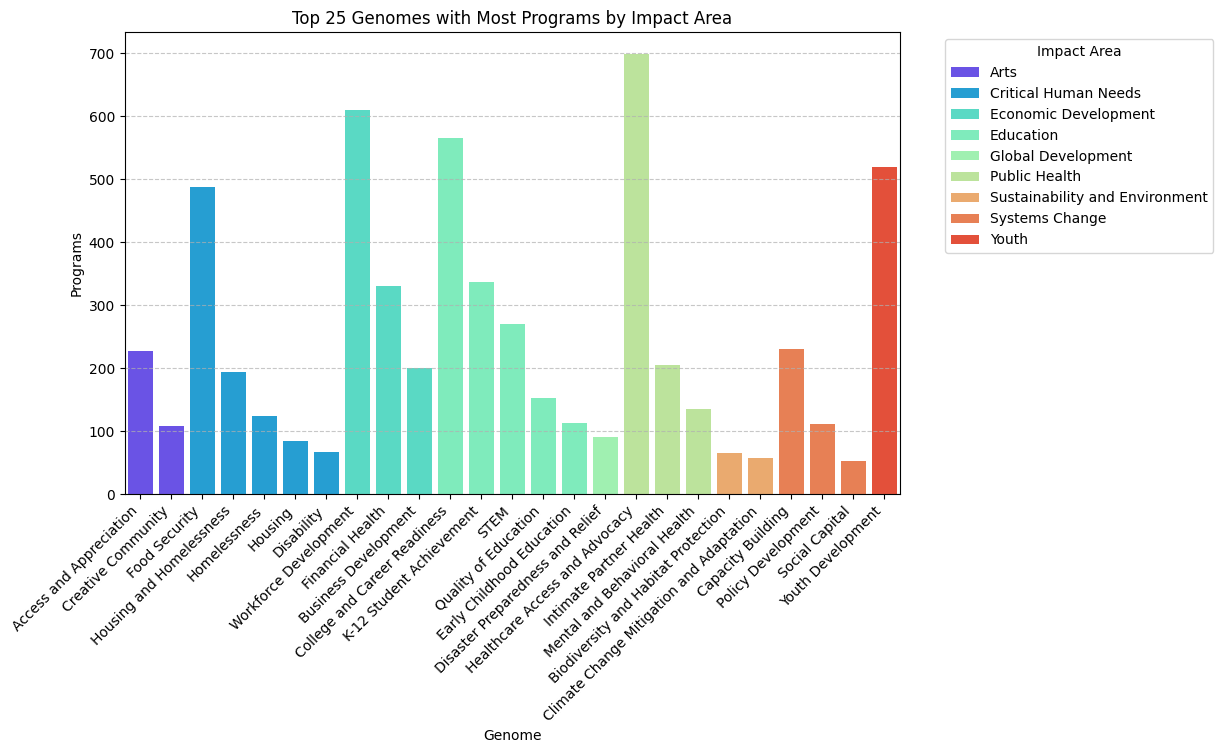 Top 25 Genomes with Most Programs by Impact Area
Programs
700
600
500
400
300
200
100
0
Access and Appreciation
Creative Community
Food Security
Housing and Homelessness
Homelessness
Housing
Disability
Workforce Development
Financial Health
Business Development
College and Career Readiness
K-12 Student Achievement
STEM
Quality of Education
Early Childhood Education
Disaster Preparedness and Relief
Healthcare Access and Advocacy
Intimate Partner Health
Mental and Behavioral Health
Biodiversity and Habitat Protection
Climate Change Mitigation and Adaptation
Capacity Building
Policy Development
Social Capital
Youth Development
Genome
Impact Area
Arts
Critical Human Needs
Economic Development
Education
Global Development
Public Health
Sustainability and Environment
Systems Change
Youth